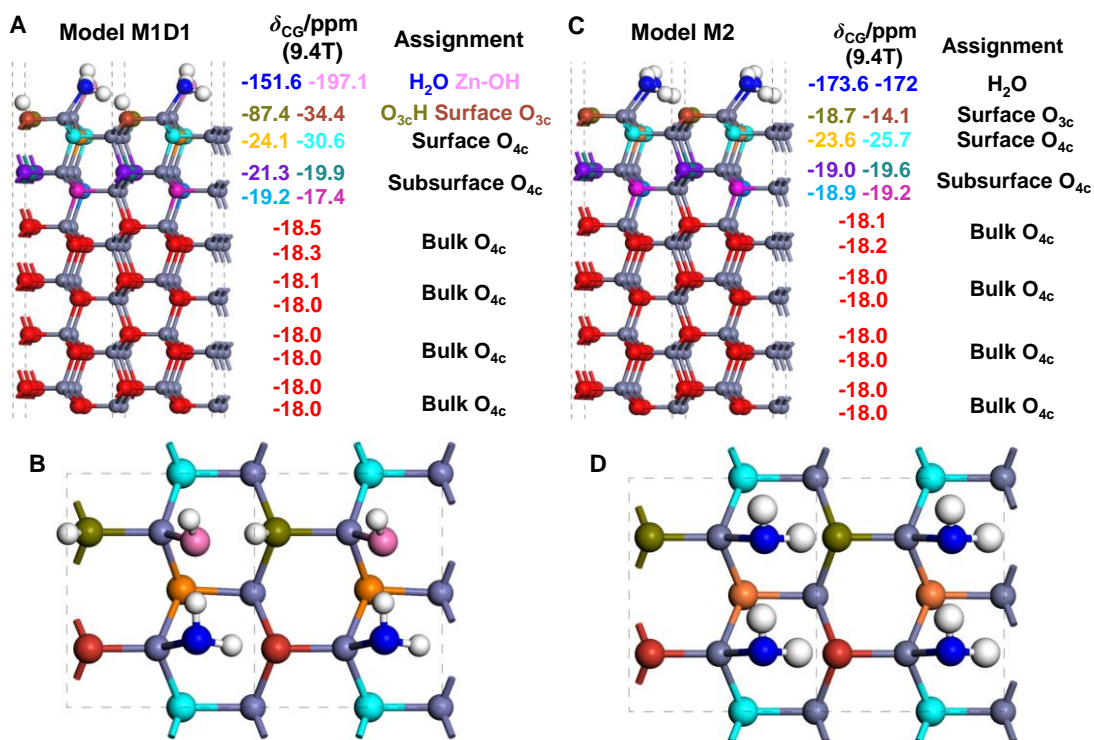 A
Model M1D1
δCG/ppm
(9.4T)
Assignment
-151.6 -197.1 H2O Zn-OH
-87.4 -34.4 O3cH Surface O3c
-24.1 -30.6 Surface O4c
-21.3 -19.9
Subsurface O4c
-19.2 -17.4
-18.5
Bulk O4c
-18.3
-18.1
Bulk O4c
-18.0
-18.0
Bulk O4c
-18.0
-18.0
Bulk O4c
-18.0
C
Model M2
δCG/ppm
(9.4T)
Assignment
-173.6 -172 H2O
-18.7 -14.1 Surface O3c
-23.6 -25.7 Surface O4c
-19.0 -19.6
Subsurface O4c
-18.9 -19.2
-18.1
Bulk O4c
-18.2
-18.0
Bulk O4c
-18.0
-18.0
Bulk O4c
-18.0
-18.0
Bulk O4c
-18.0
B
D